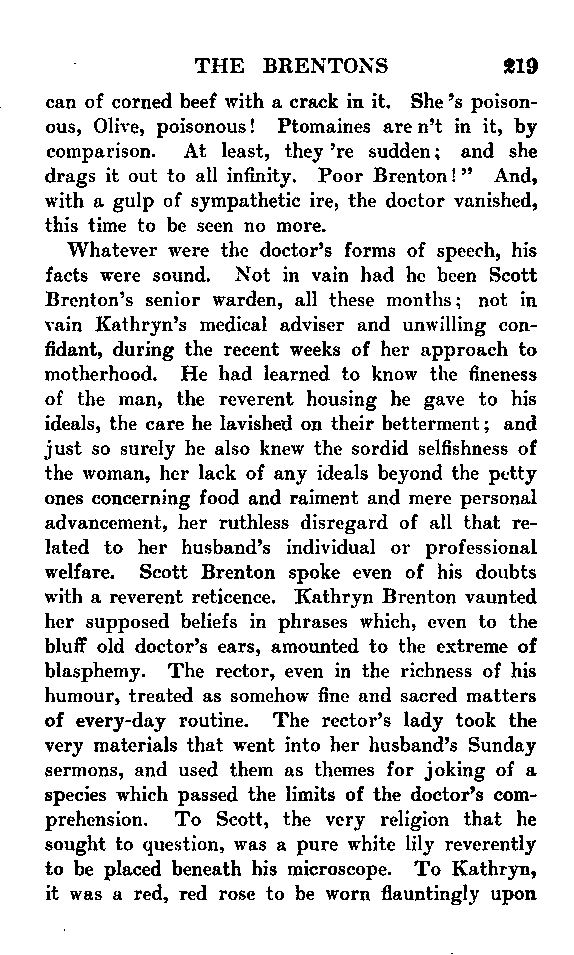 THE BRENTONS 219
can of corned beef with a crack in it. She 's poison-
ous, Olive, poisonous! Ptomaines are n't in it, by
comparison. At least, they 're sudden; and she
drags it out to all infinity. Poor Brenton!" And,
with a gulp of sympathetic ire, the doctor vanished,
this time to be seen no more.
Whatever were the doctor's forms of speech, his
facts were sound. Not in vain had he been Scott
Brenton's senior warden, all these months; not in
vain Kathryn's medical adviser and unwilling con-
fidant, during the recent weeks of her approach to
motherhood. He had learned to know the fineness
of the man, the reverent housing he gave to his
ideals, the care he lavished on their betterment; and
just so surely he also knew the sordid selfishness of
the woman, her lack of any ideals beyond the petty
ones concerning food and raiment and mere personal
advancement, her ruthless disregard of all that re-
lated to her husband's individual or professional
welfare. Scott Brenton spoke even of his doubts
with a reverent reticence. Kathryn Brenton vaunted
her supposed beliefs in phrases which, even to the
bluff old doctor's ears, amounted to the extreme of
blasphemy. The rector, even in the richness of his
humour, treated as somehow fine and sacred matters
of every-day routine. The rector's lady took the
very materials that went into her husband's Sunday
sermons, and used them as themes for joking of a
species which passed the limits of the doctor's com-
prehension. To Scott, the very religion that he
sought to question, was a pure white lily reverently
to be placed beneath his microscope. To Kathryn,
it was a red, red rose to be worn flauntingly upon